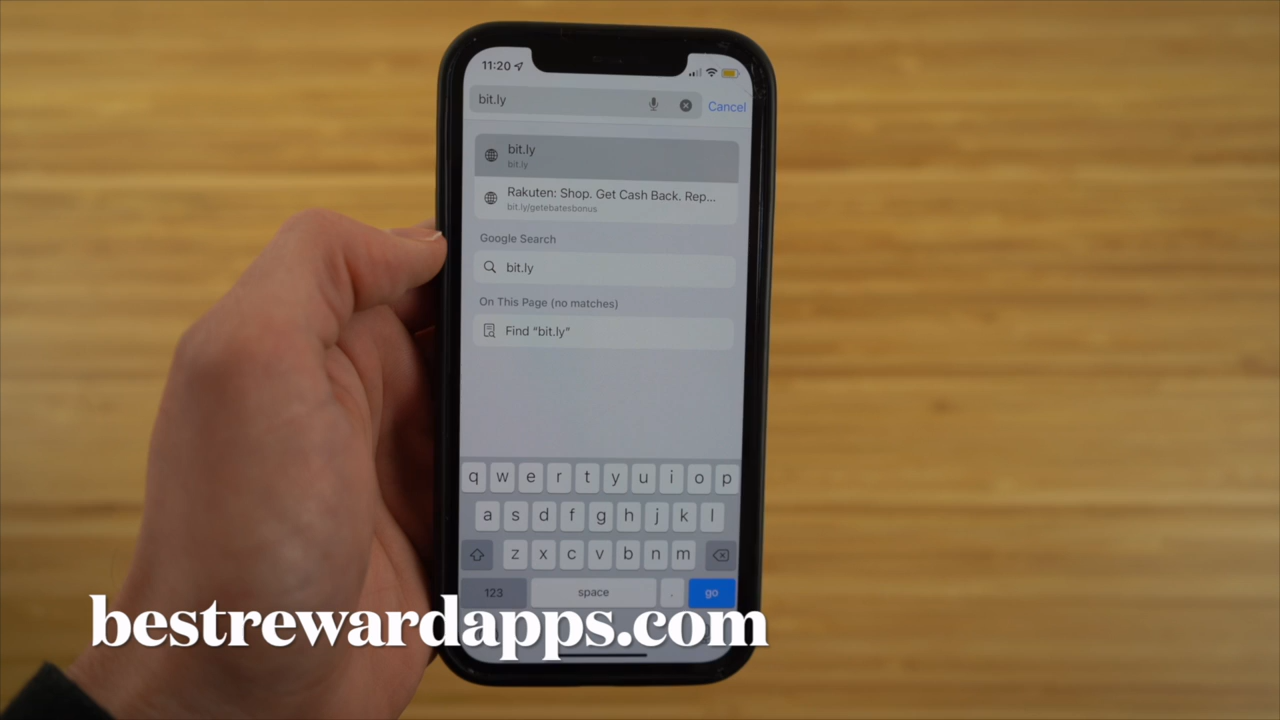 11:20
bit.ly
Cancel
bit.ly
bit.ly
Rakuten: Shop. Get Cash Back. Rep...
bit.ly/getebatesbonus
Google Search
bit.ly
On This Page (no matches)
Find “bit.ly”
q w e r t y u i o p
a s d f g h j k l
z x c v b n m
123 space . go
bestrewardapps.com